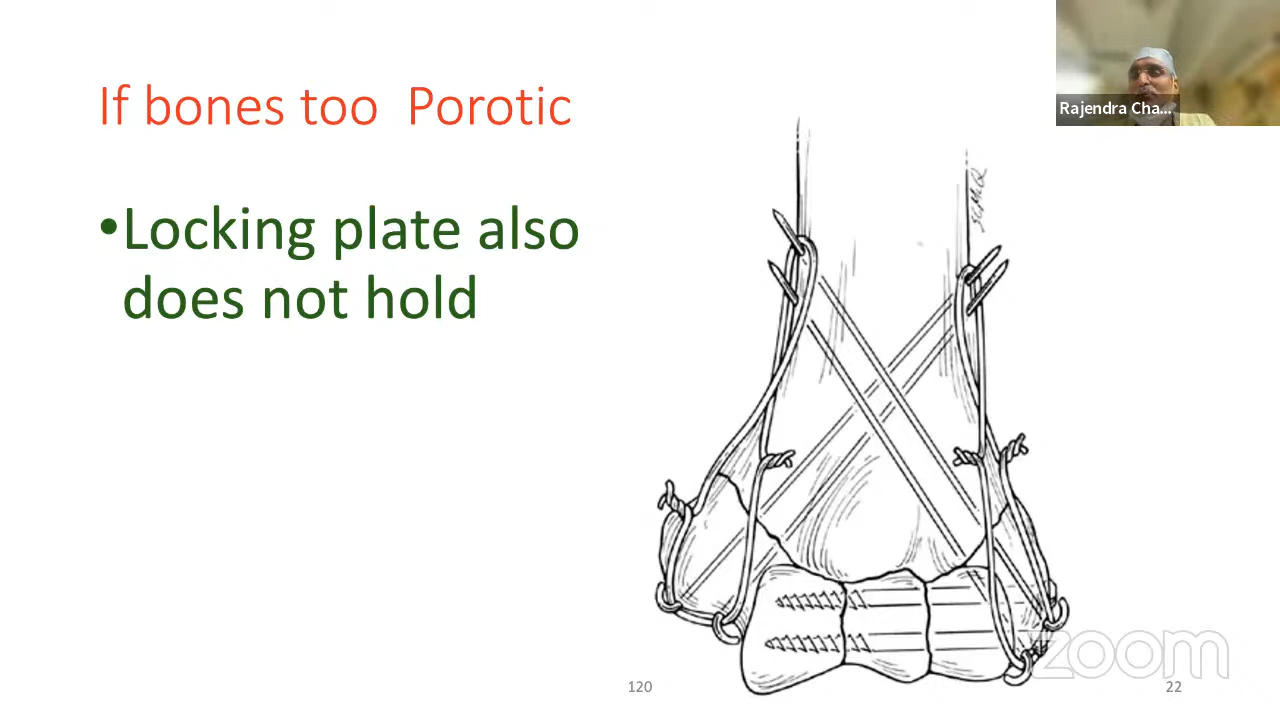 If bones too Porotic
•Locking plate also
does not hold
Rajendra Cha...
zoom
120
22